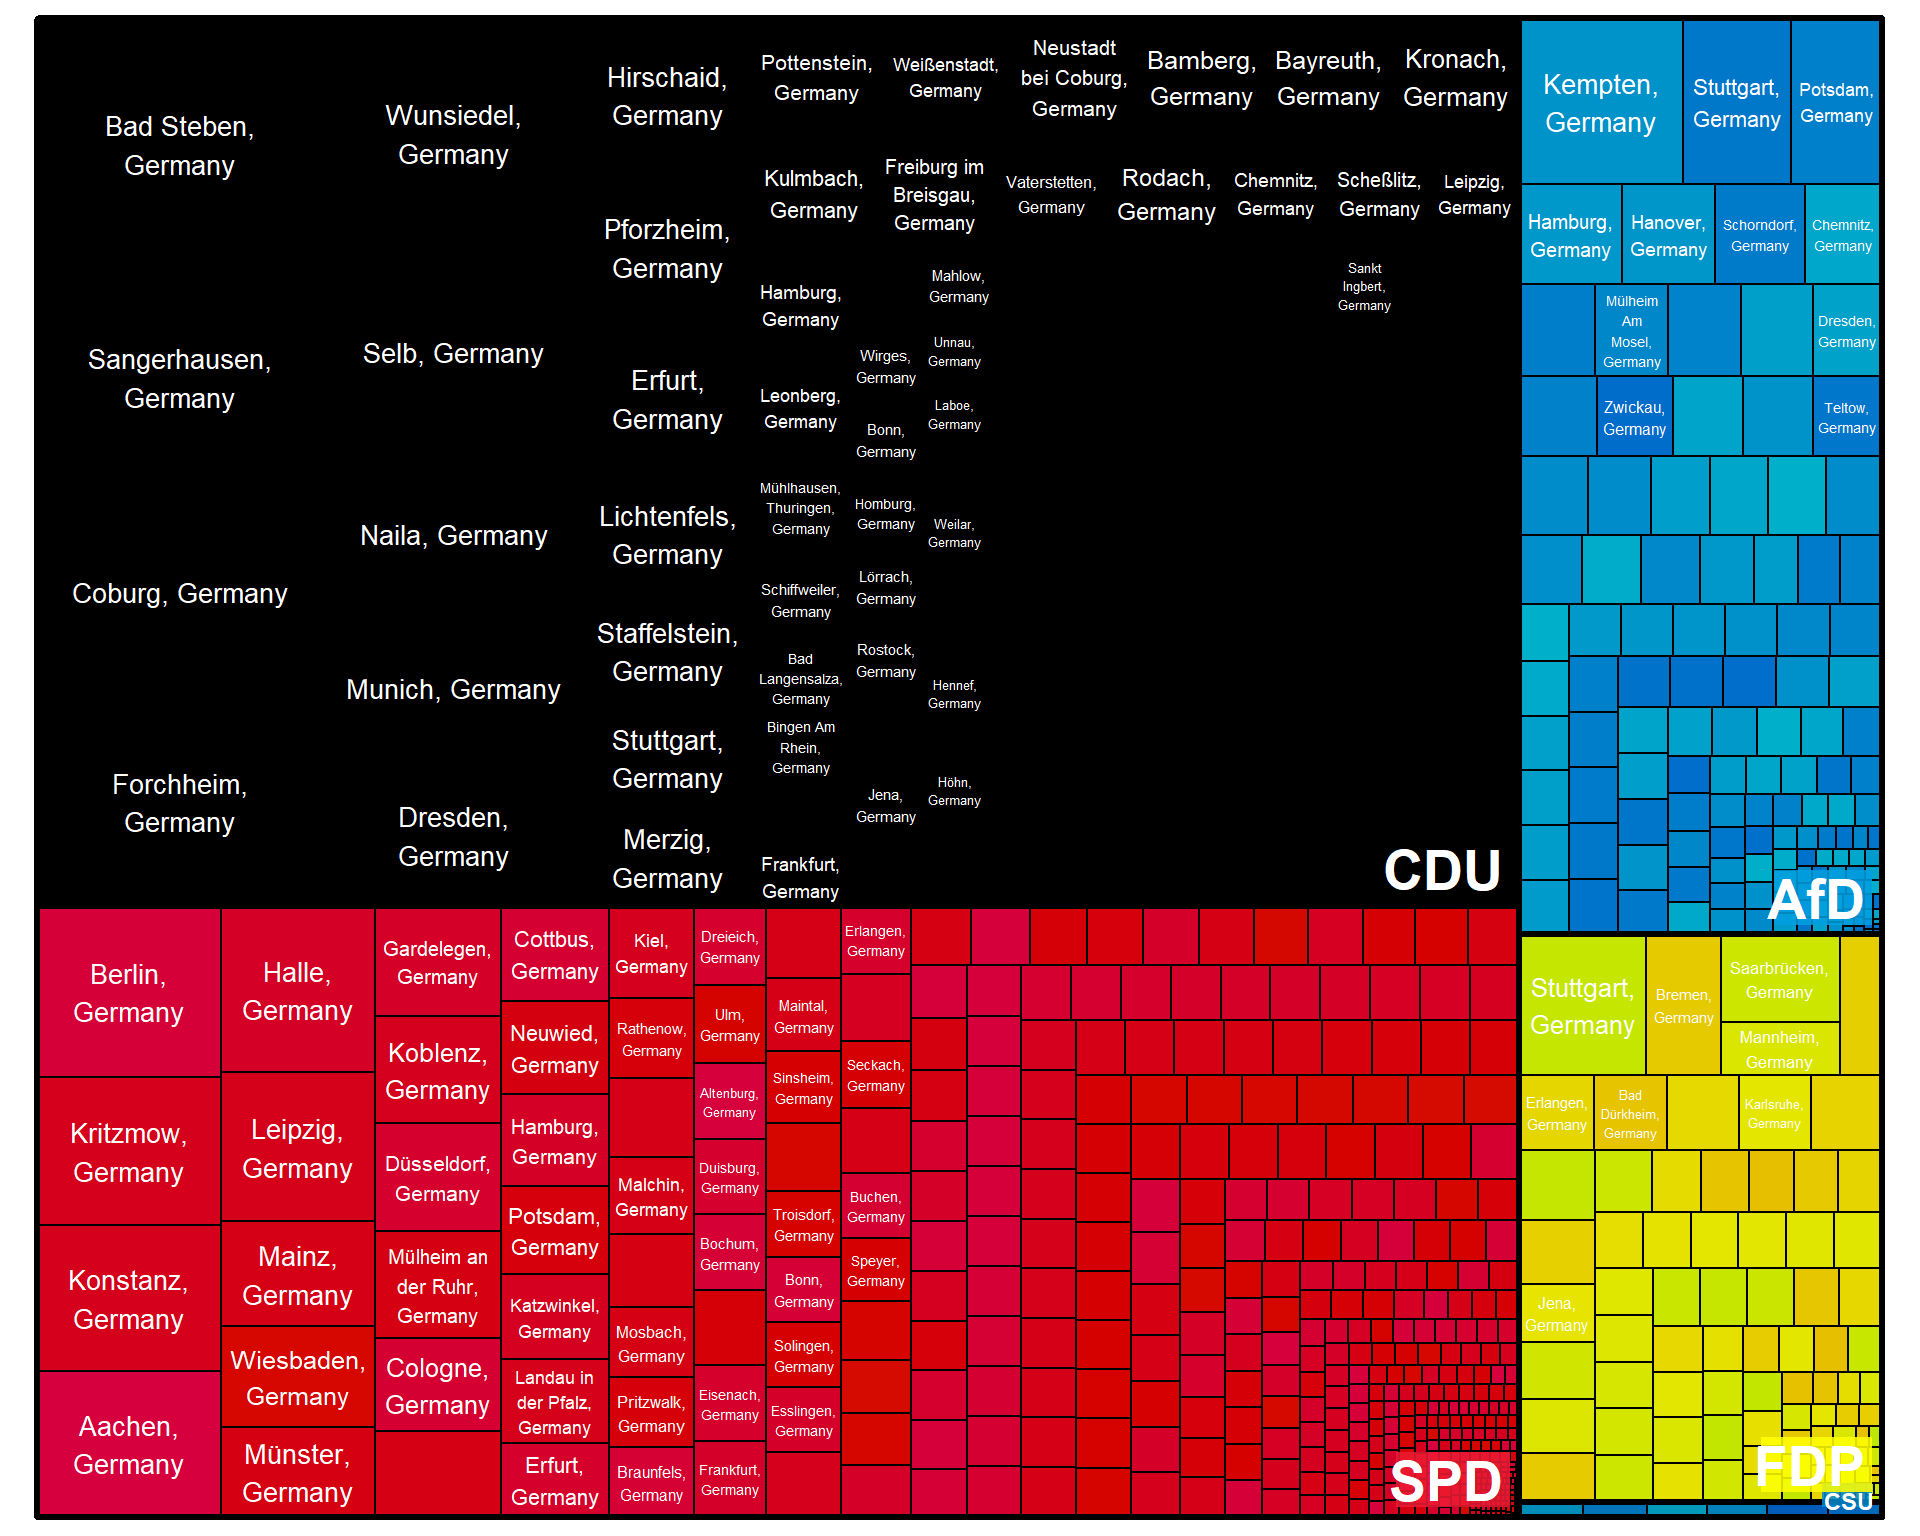 Bad Steben,
Germany
Sangerhausen,
Germany
Coburg, Germany
Forchheim,
Germany
Wunsiedel,
Germany
Selb, Germany
Naila, Germany
Munich, Germany
Dresden,
Germany
Hirschaid,
Germany
Pforzheim,
Germany
Erfurt,
Germany
Lichtenfels,
Germany
Staffelstein,
Germany
Stuttgart,
Germany
Merzig,
Germany
Pottenstein,
Germany
Weißenstadt,
Germany
Neustadt
bei Coburg,
Germany
Bamberg,
Germany
Bayreuth,
Germany
Kronach,
Germany
Kulmbach,
Germany
Freiburg im
Breisgau,
Germany
Vaterstetten,
Germany
Rodach,
Germany
Chemnitz,
Germany
Scheßlitz,
Germany
Leipzig,
Germany
Hamburg,
Germany
Leonberg,
Germany
Mühlhausen,
Thuringen,
Germany
Schiffweiler,
Germany
Bad
Langensalza,
Germany
Bingen Am
Rhein,
Germany
Frankfurt,
Germany
Wirges,
Germany
Bonn,
Germany
Homburg,
Germany
Lörrach,
Germany
Rostock,
Germany
Jena,
Germany
Mahlow,
Germany
Unnau,
Germany
Laboe,
Germany
Weilar,
Germany
Hennef,
Germany
Höhn,
Germany
Sankt
Ingbert,
Germany
CDU
Kempten,
Germany
Stuttgart,
Germany
Potsdam,
Germany
Hamburg,
Germany
Hanover,
Germany
Schorndorf,
Germany
Chemnitz,
Germany
Mülheim
Am
Mosel,
Germany
Dresden,
Germany
Zwickau,
Germany
Teltow,
Germany
AfD
Berlin,
Germany
Kritzmow,
Germany
Konstanz,
Germany
Aachen,
Germany
Halle,
Germany
Leipzig,
Germany
Mainz,
Germany
Wiesbaden,
Germany
Münster,
Germany
Gardelegen,
Germany
Koblenz,
Germany
Düsseldorf,
Germany
Mülheim an
der Ruhr,
Germany
Cologne,
Germany
Cottbus,
Germany
Neuwied,
Germany
Hamburg,
Germany
Potsdam,
Germany
Katzwinkel,
Germany
Landau in
der Pfalz,
Germany
Erfurt,
Germany
Kiel,
Germany
Rathenow,
Germany
Malchin,
Germany
Mosbach,
Germany
Pritzwalk,
Germany
Braunfels,
Germany
Dreieich,
Germany
Ulm,
Germany
Altenburg,
Germany
Duisburg,
Germany
Bochum,
Germany
Eisenach,
Germany
Frankfurt,
Germany
Maintal,
Germany
Sinsheim,
Germany
Troisdorf,
Germany
Bonn,
Germany
Solingen,
Germany
Esslingen,
Germany
Erlangen,
Germany
Seckach,
Germany
Buchen,
Germany
Speyer,
Germany
SPD
Stuttgart,
Germany
Bremen,
Germany
Saarbrücken,
Germany
Mannheim,
Germany
Erlangen,
Germany
Bad
Dürkheim,
Germany
Karlsruhe,
Germany
Jena,
Germany
FDP
CSU